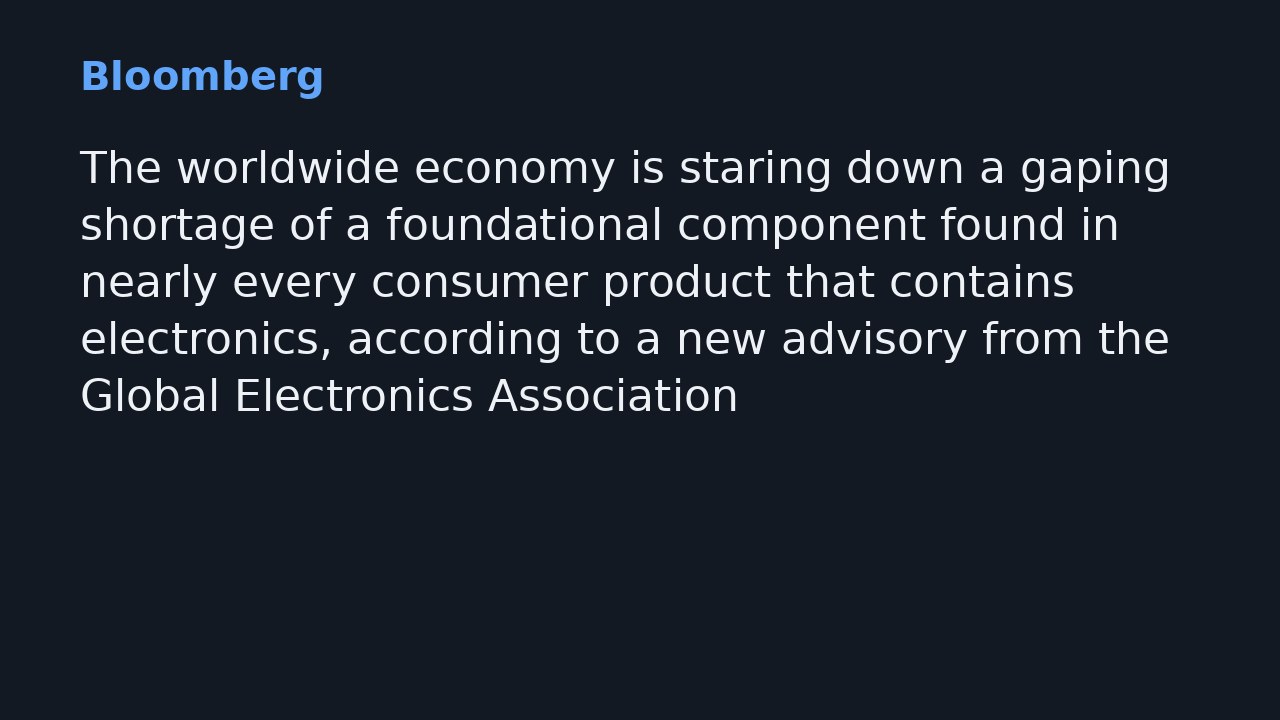 Bloomberg
The worldwide economy is staring down a gaping
shortage of a foundational component found in
nearly every consumer product that contains
electronics, according to a new advisory from the
Global Electronics Association